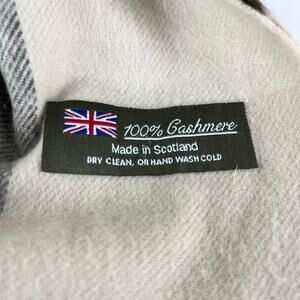 100% Cashmere
Made in Scotland
DRY CLEAN, OR HAND WASH COLD